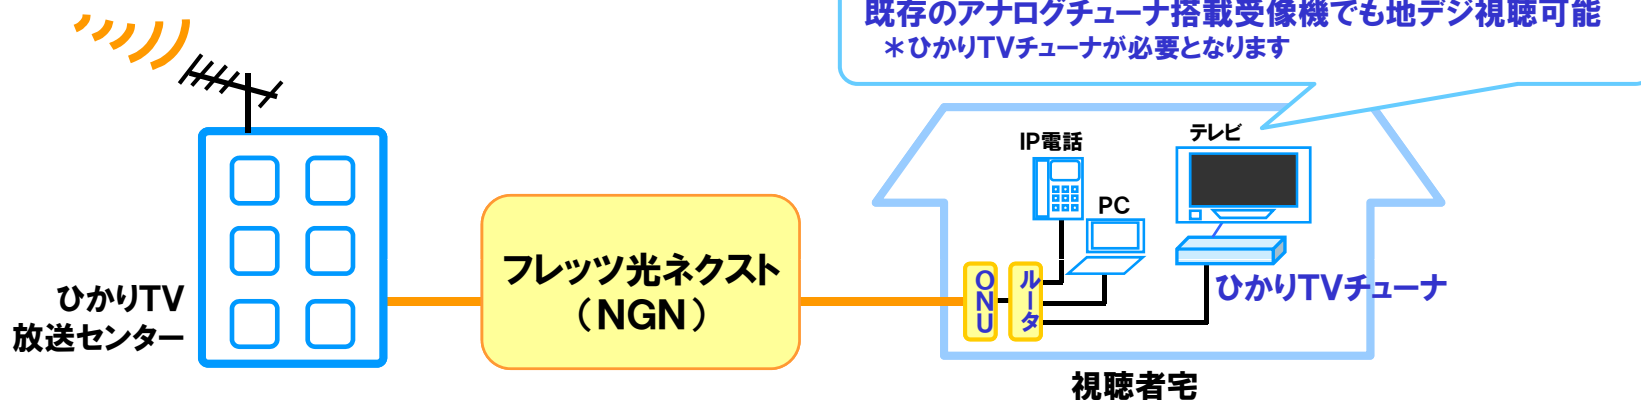 既存のアナログチューナ搭載受像機でも地デジ視聴可能
＊ひかりTVチューナが必要となります
テレビ
IP電話
PC
フレッツ光ネクスト
（NGN）
ONU
ルータ
ひかりTVチューナ
ひかりTV
放送センター
視聴者宅